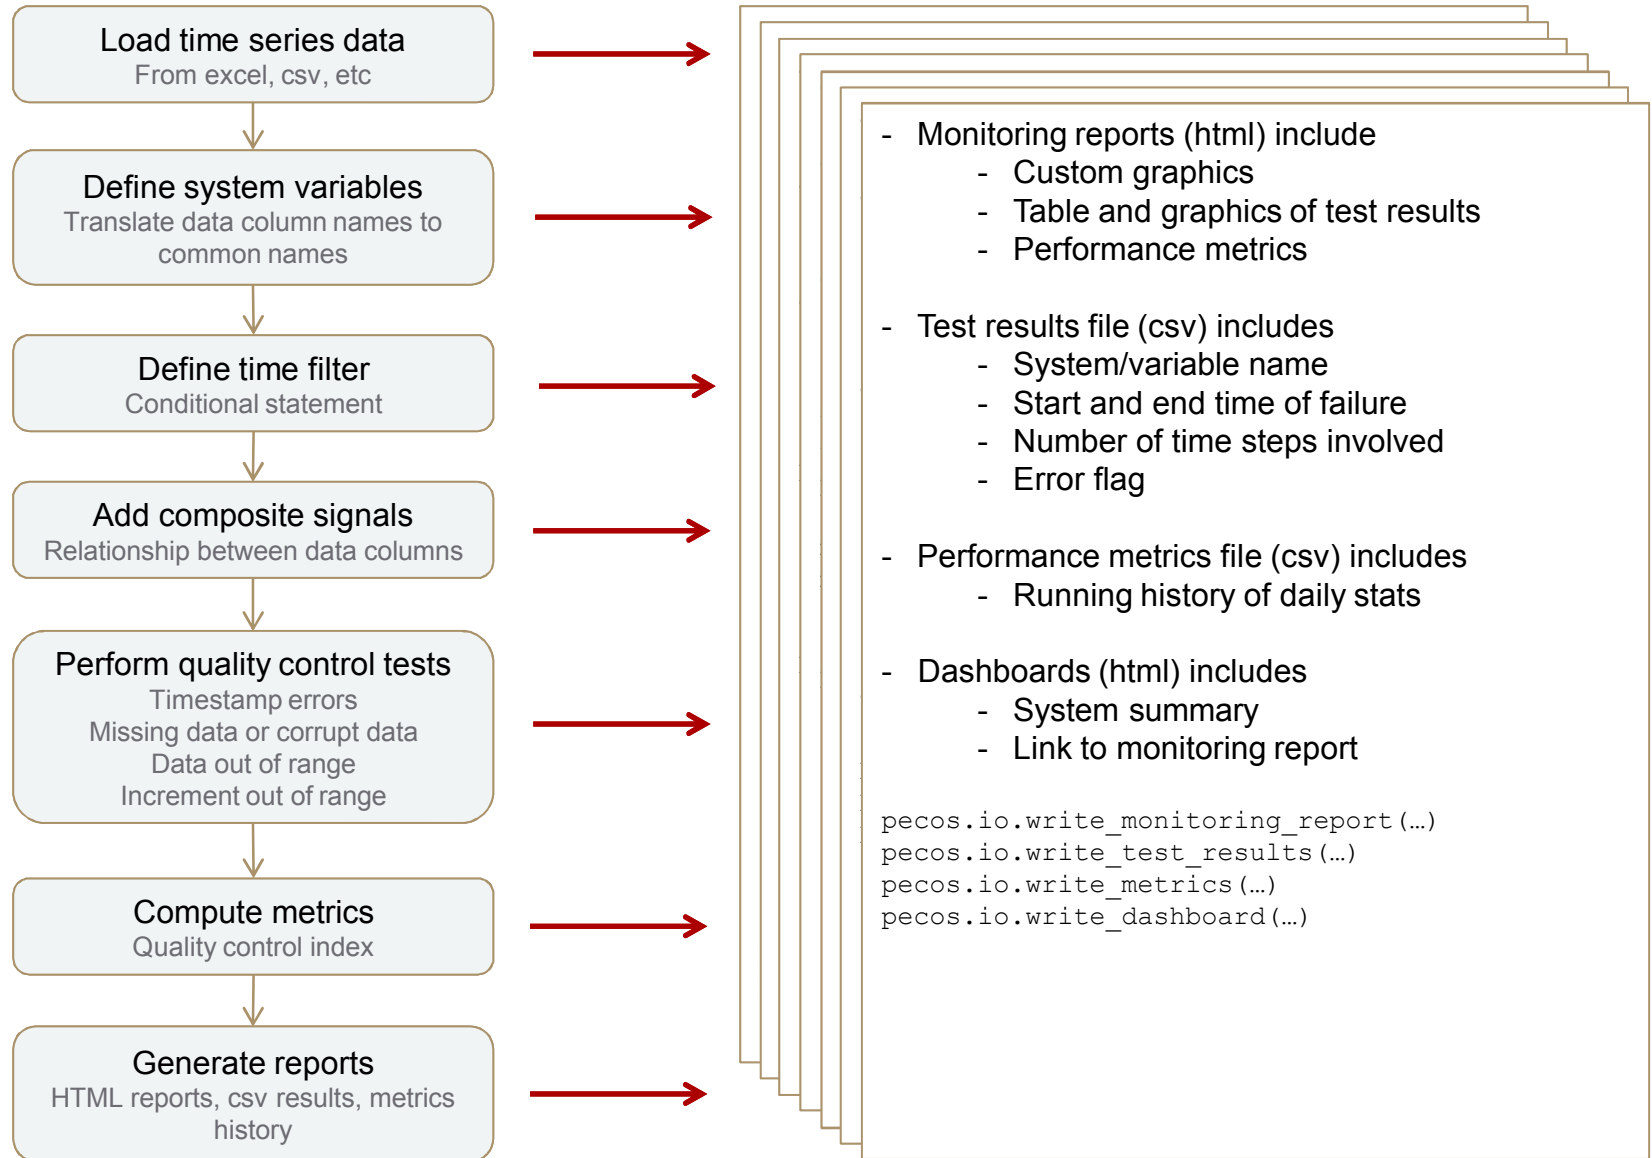 Load time series data
From excel, csv, etc
Define system variables
Translate data column names to
common names
Define time filter
Conditional statement
Add composite signals
Relationship between data columns
Perform quality control tests
Timestamp errors
Missing data or corrupt data
Data out of range
Increment out of range
Compute metrics
Quality control index
Generate reports
HTML reports, csv results, metrics
history
- Monitoring reports (html) include
- Custom graphics
- Table and graphics of test results
- Performance metrics
- Test results file (csv) includes
- System/variable name
- Start and end time of failure
- Number of time steps involved
- Error flag
- Performance metrics file (csv) includes
- Running history of daily stats
- Dashboards (html) includes
- System summary
- Link to monitoring report
pecos.io.write_monitoring_report(…)
pecos.io.write_test_results(…)
pecos.io.write_metrics(…)
pecos.io.write_dashboard(…)